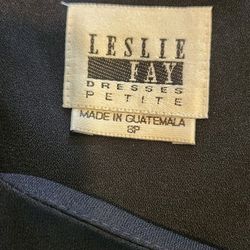 LESLIE
FAY
DRESSES
PETITE
MADE IN GUATEMALA
8P